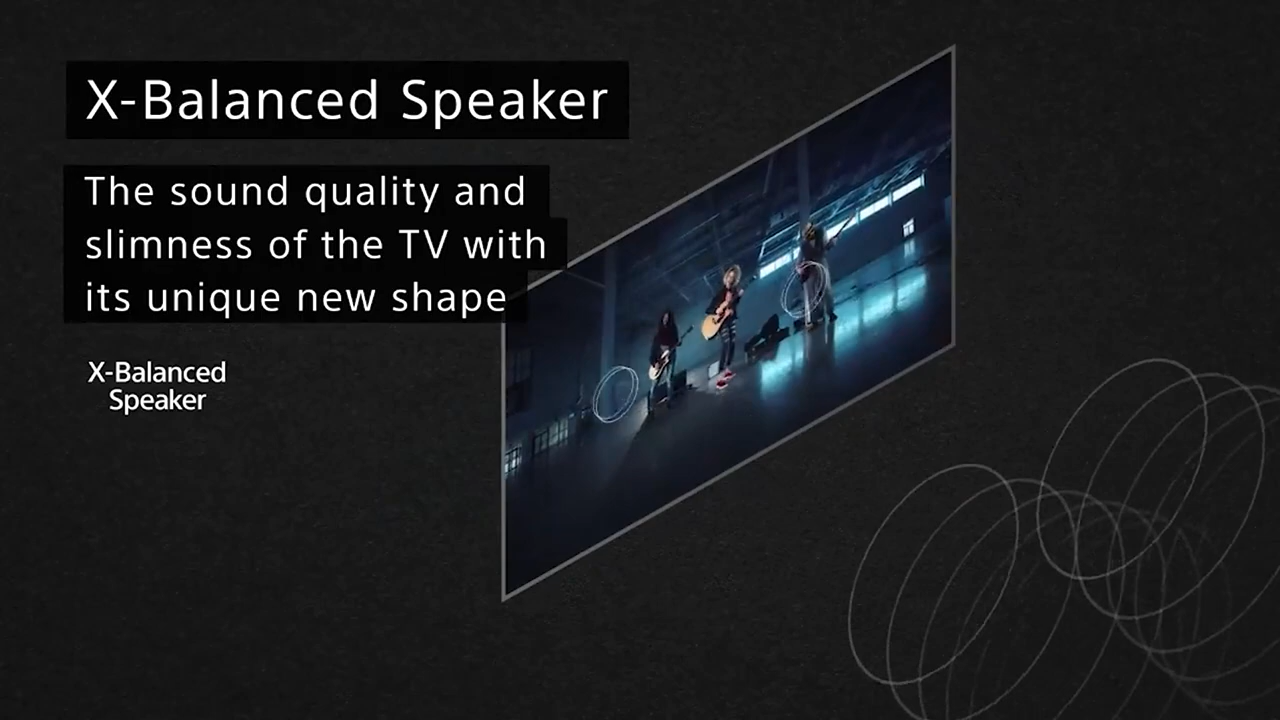 X-Balanced Speaker
The sound quality and
slimness of the TV with
its unique new shape
X-Balanced
Speaker